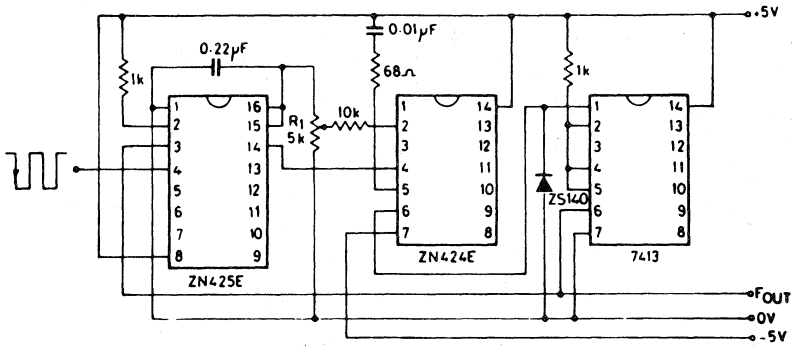 +5V
0.22µF
0.01µF
1k
68Ω
1k
R1
5k
10k
1 16
2 15
3 14
4 13
5 12
6 11
7 10
8 9
ZN425E
1 14
2 13
3 12
4 11
5 10
6 9
7 8
ZN424E
ZS140
1 14
2 13
3 12
4 11
5 10
6 9
7 8
7413
FOUT
0V
-5V